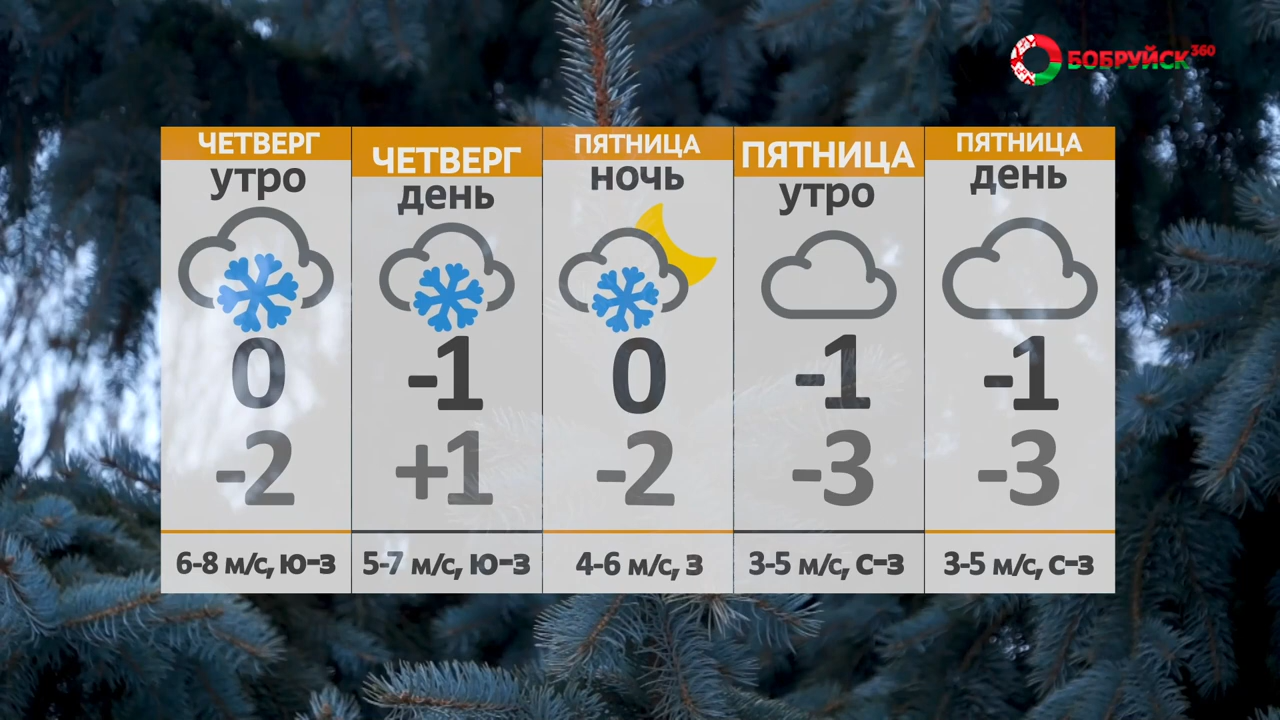 БОБРУЙСК360
ЧЕТВЕРГ
утро
0
-2
6-8 м/с, ю-з
ЧЕТВЕРГ
день
-1
+1
5-7 м/с, ю-з
ПЯТНИЦА
ночь
0
-2
4-6 м/с, з
ПЯТНИЦА
утро
-1
-3
3-5 м/с, с-з
ПЯТНИЦА
день
-1
-3
3-5 м/с, с-з